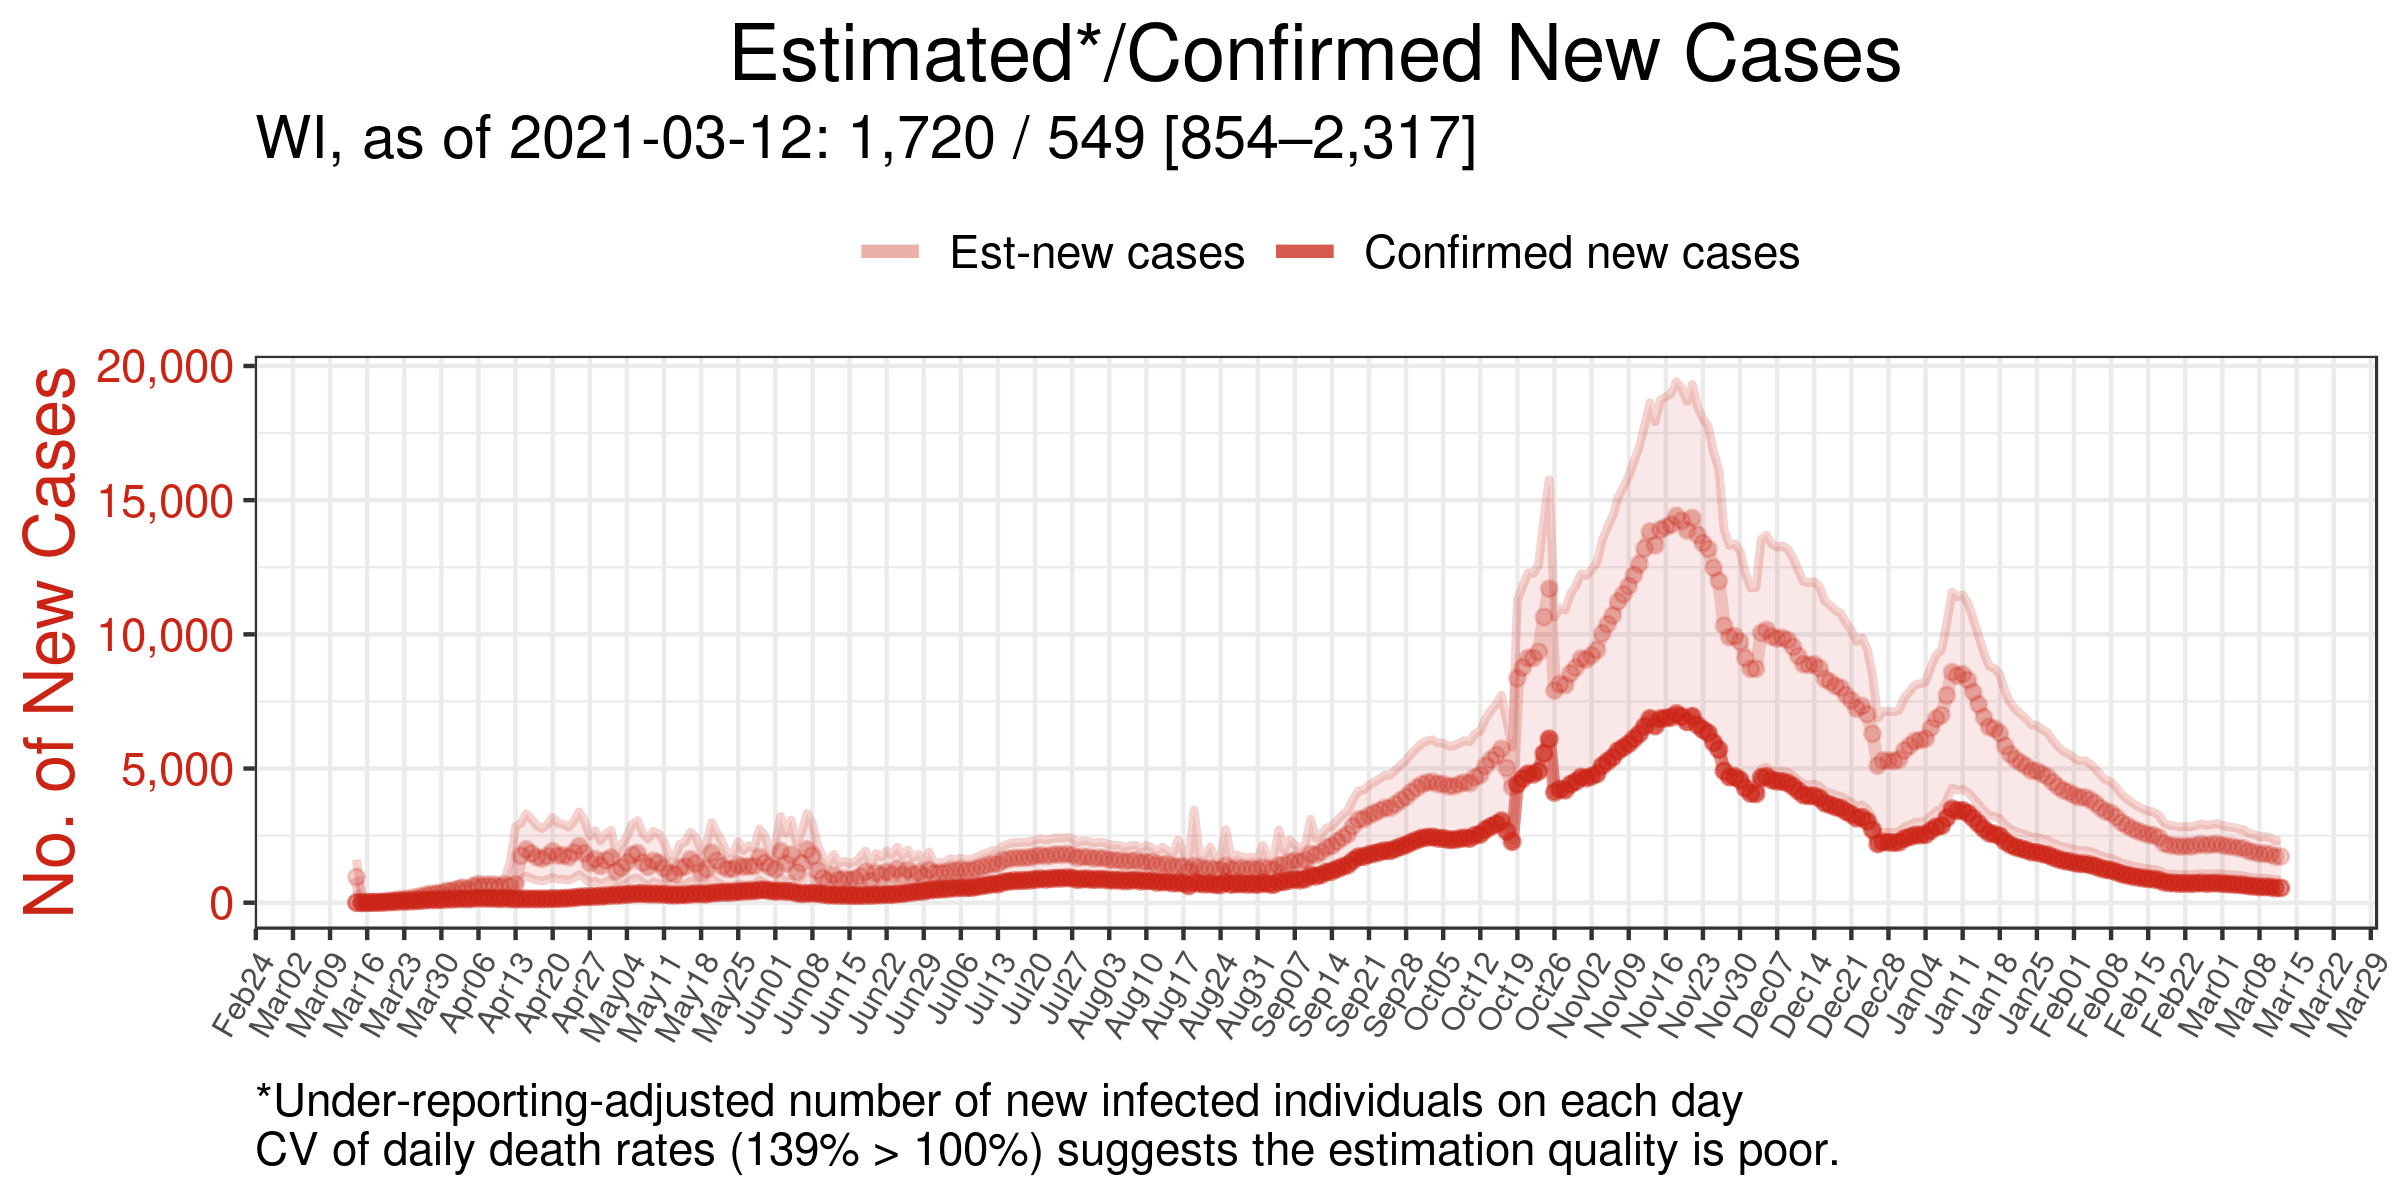 Estimated*/Confirmed New Cases
WI, as of 2021-03-12: 1,720 / 549 [854–2,317]
Est-new cases
Confirmed new cases
No. of New Cases
20,000
15,000
10,000
5,000
0
Feb24
Mar02
Mar09
Mar16
Mar23
Mar30
Apr06
Apr13
Apr20
Apr27
May04
May11
May18
May25
Jun01
Jun08
Jun15
Jun22
Jun29
Jul06
Jul13
Jul20
Jul27
Aug03
Aug10
Aug17
Aug24
Aug31
Sep07
Sep14
Sep21
Sep28
Oct05
Oct12
Oct19
Oct26
Nov02
Nov09
Nov16
Nov23
Nov30
Dec07
Dec14
Dec21
Dec28
Jan04
Jan11
Jan18
Jan25
Feb01
Feb08
Feb15
Feb22
Mar01
Mar08
Mar15
Mar22
Mar29
*Under-reporting-adjusted number of new infected individuals on each day
CV of daily death rates (139% > 100%) suggests the estimation quality is poor.